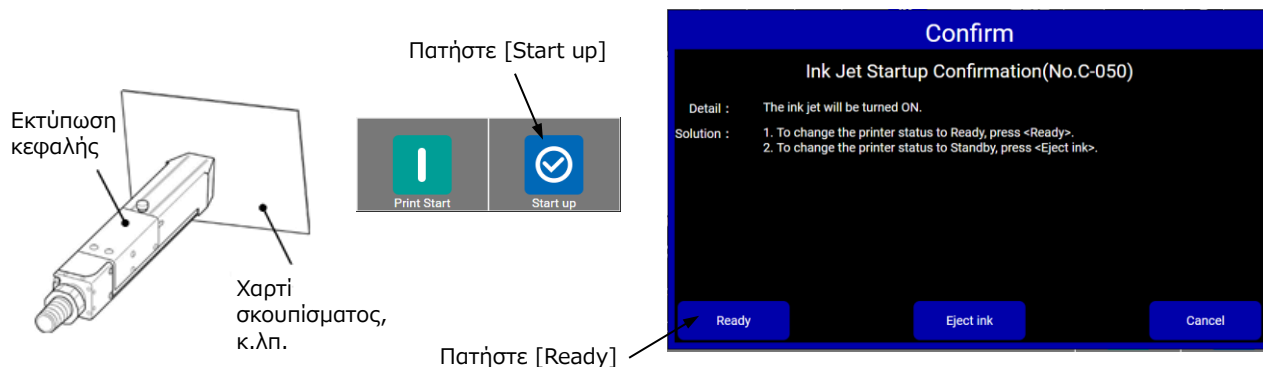 Εκτύπωση
κεφαλής
Χαρτί
σκουπίσματος,
κ.λπ.
Πατήστε [Start up]
Print Start
Start up
Πατήστε [Ready]
Confirm
Ink Jet Startup Confirmation(No.C-050)
Detail : The ink jet will be turned ON.
Solution : 1. To change the printer status to Ready, press <Ready>.
2. To change the printer status to Standby, press <Eject ink>.
Ready
Eject ink
Cancel